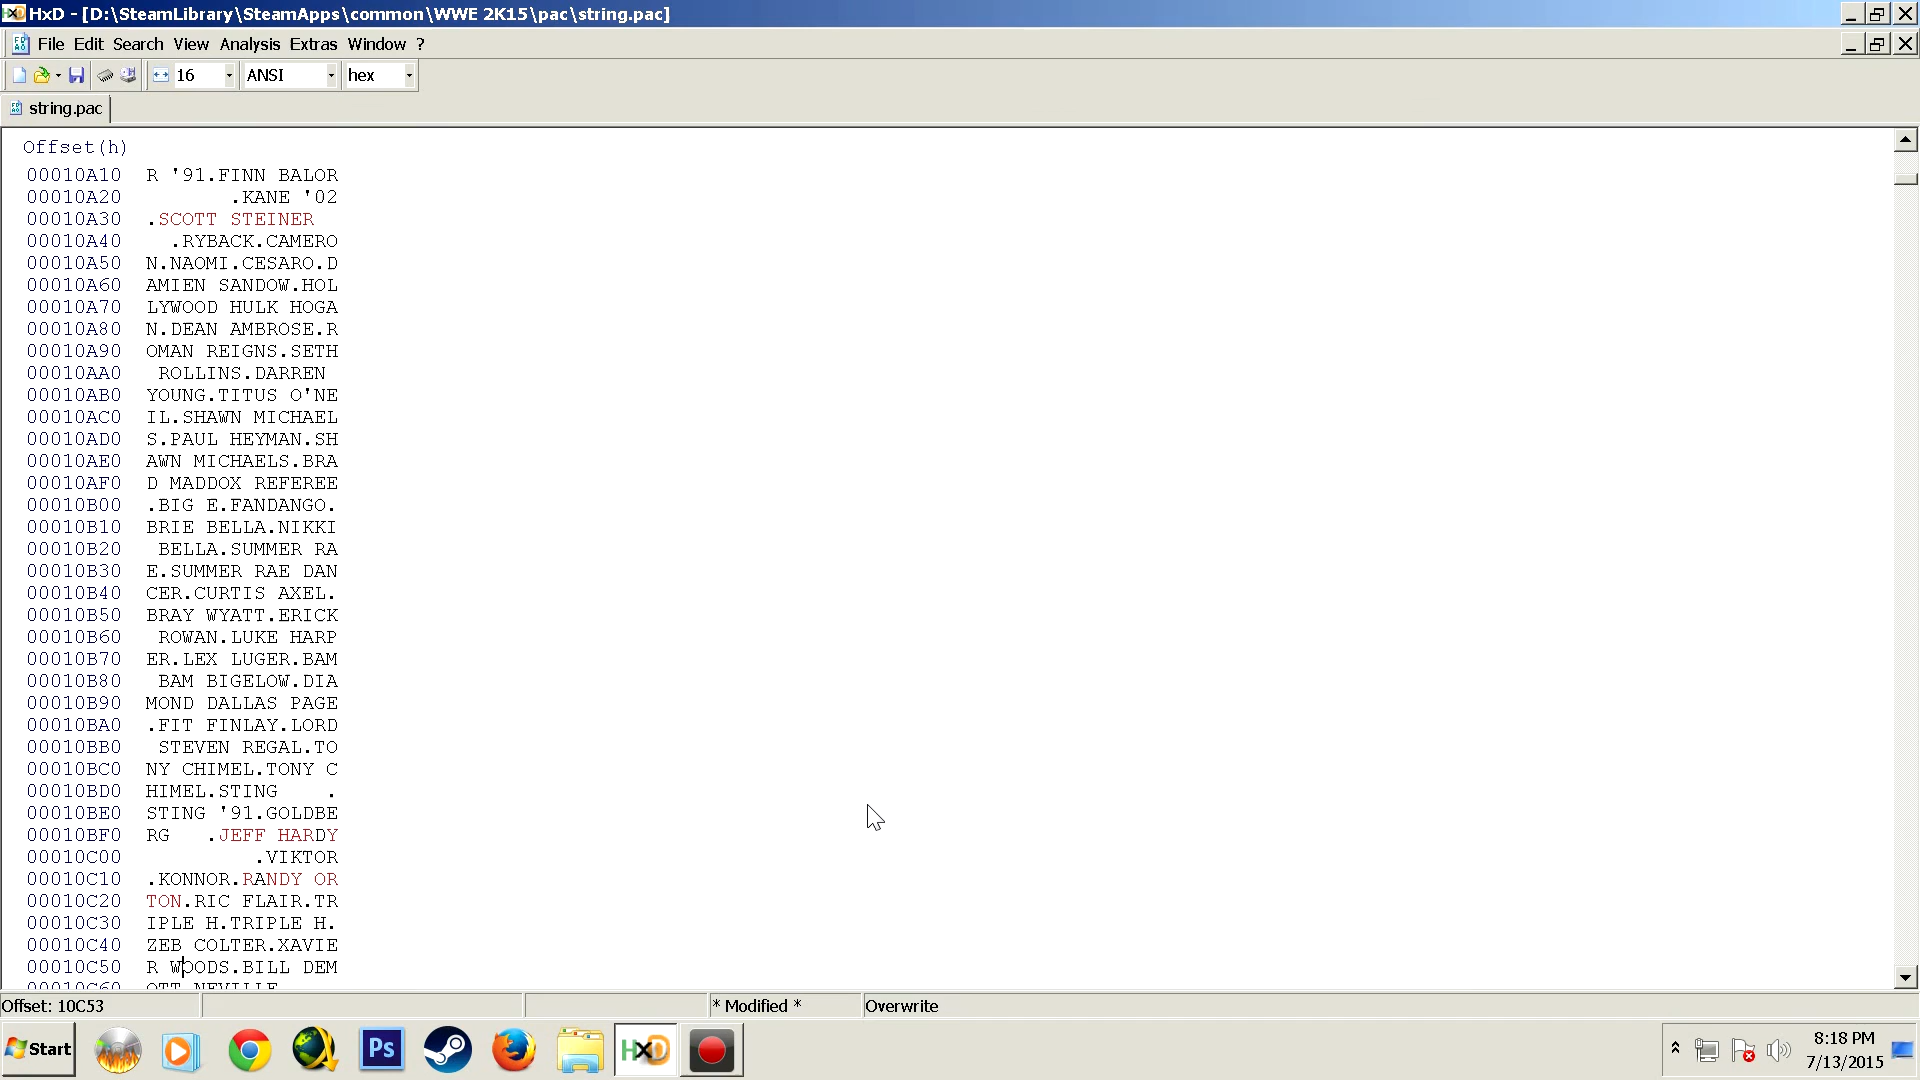 HxD - [D:\SteamLibrary\SteamApps\common\WWE 2K15\pac\string.pac]
File Edit Search View Analysis Extras Window ?
16 ANSI hex
string.pac
Offset(h)
00010A10 R '91.FINN BALOR
00010A20 .KANE '02
00010A30 .SCOTT STEINER
00010A40 .RYBACK.CAMERO
00010A50 N.NAOMI.CESARO.D
00010A60 AMIEN SANDOW.HOL
00010A70 LYWOOD HULK HOGA
00010A80 N.DEAN AMBROSE.R
00010A90 OMAN REIGNS.SETH
00010AA0 ROLLINS.DARREN
00010AB0 YOUNG.TITUS O'NE
00010AC0 IL.SHAWN MICHAEL
00010AD0 S.PAUL HEYMAN.SH
00010AE0 AWN MICHAELS.BRA
00010AF0 D MADDOX REFEREE
00010B00 .BIG E.FANDANGO.
00010B10 BRIE BELLA.NIKKI
00010B20 BELLA.SUMMER RA
00010B30 E.SUMMER RAE DAN
00010B40 CER.CURTIS AXEL.
00010B50 BRAY WYATT.ERICK
00010B60 ROWAN.LUKE HARP
00010B70 ER.LEX LUGER.BAM
00010B80 BAM BIGELOW.DIA
00010B90 MOND DALLAS PAGE
00010BA0 .FIT FINLAY.LORD
00010BB0 STEVEN REGAL.TO
00010BC0 NY CHIMEL.TONY C
00010BD0 HIMEL.STING .
00010BE0 STING '91.GOLDBE
00010BF0 RG .JEFF HARDY
00010C00 .VIKTOR
00010C10 .KONNOR.RANDY OR
00010C20 TON.RIC FLAIR.TR
00010C30 IPLE H.TRIPLE H.
00010C40 ZEB COLTER.XAVIE
00010C50 R WOODS.BILL DEM
00010C60 OTT NEVILLE
Offset: 10C53 * Modified * Overwrite
Start Ps HxD 8:18 PM
7/13/2015